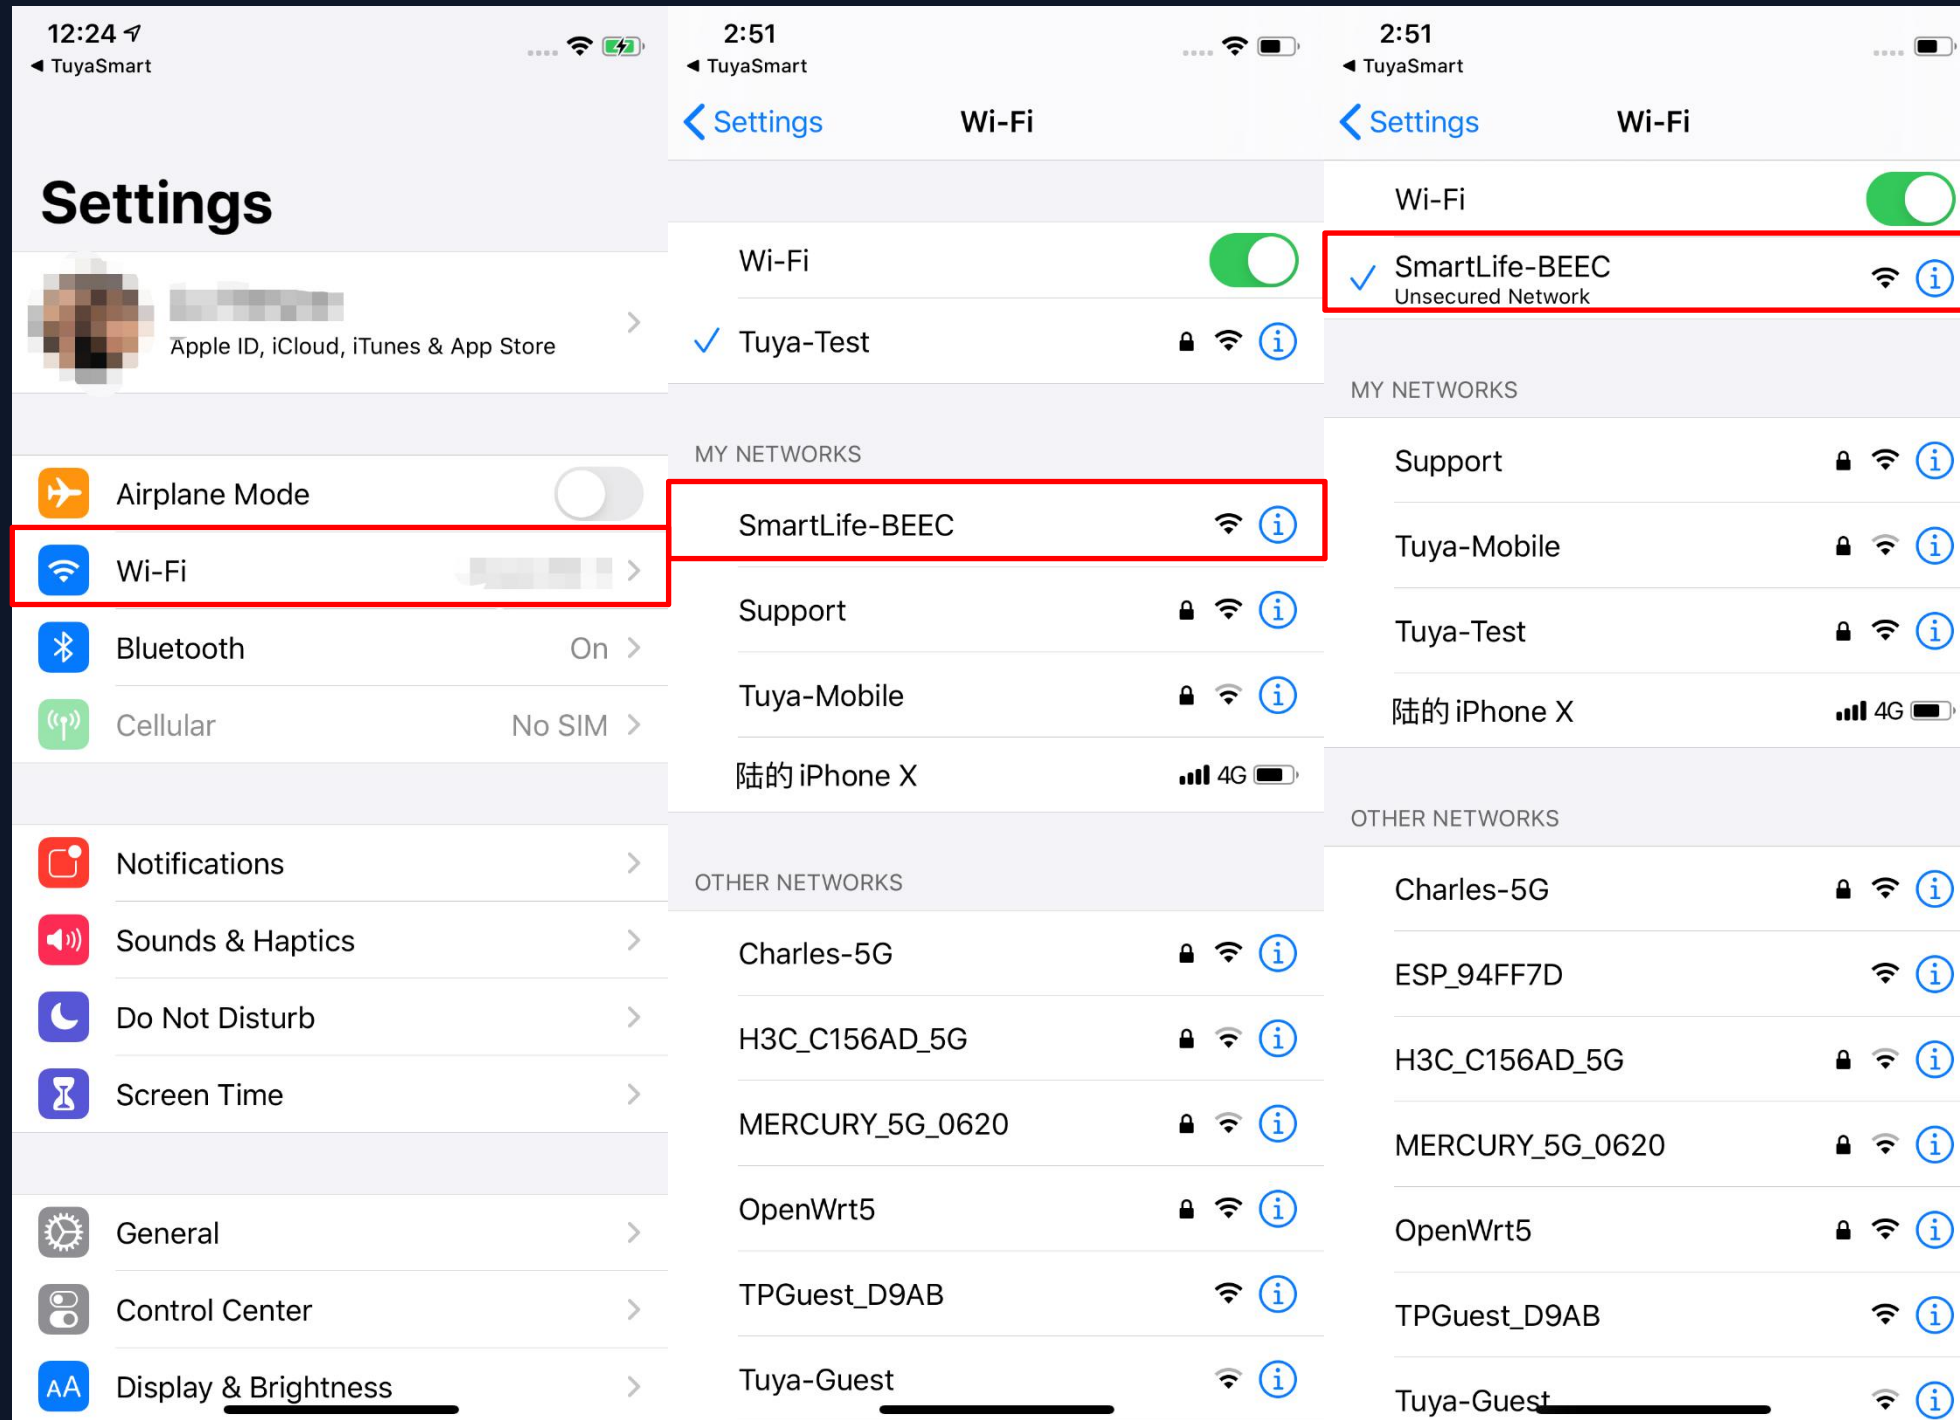 12:24
TuyaSmart
Settings
Apple ID, iCloud, iTunes & App Store
Airplane Mode
Wi-Fi
Bluetooth On
Cellular No SIM
Notifications
Sounds & Haptics
Do Not Disturb
Screen Time
General
Control Center
AA Display & Brightness
2:51
TuyaSmart
Settings Wi-Fi
Wi-Fi
Tuya-Test
MY NETWORKS
SmartLife-BEEC
Support
Tuya-Mobile
陆的 iPhone X 4G
OTHER NETWORKS
Charles-5G
H3C_C156AD_5G
MERCURY_5G_0620
OpenWrt5
TPGuest_D9AB
Tuya-Guest
2:51
TuyaSmart
Settings Wi-Fi
Wi-Fi
SmartLife-BEEC
Unsecured Network
MY NETWORKS
Support
Tuya-Mobile
Tuya-Test
陆的 iPhone X 4G
OTHER NETWORKS
Charles-5G
ESP_94FF7D
H3C_C156AD_5G
MERCURY_5G_0620
OpenWrt5
TPGuest_D9AB
Tuya-Guest